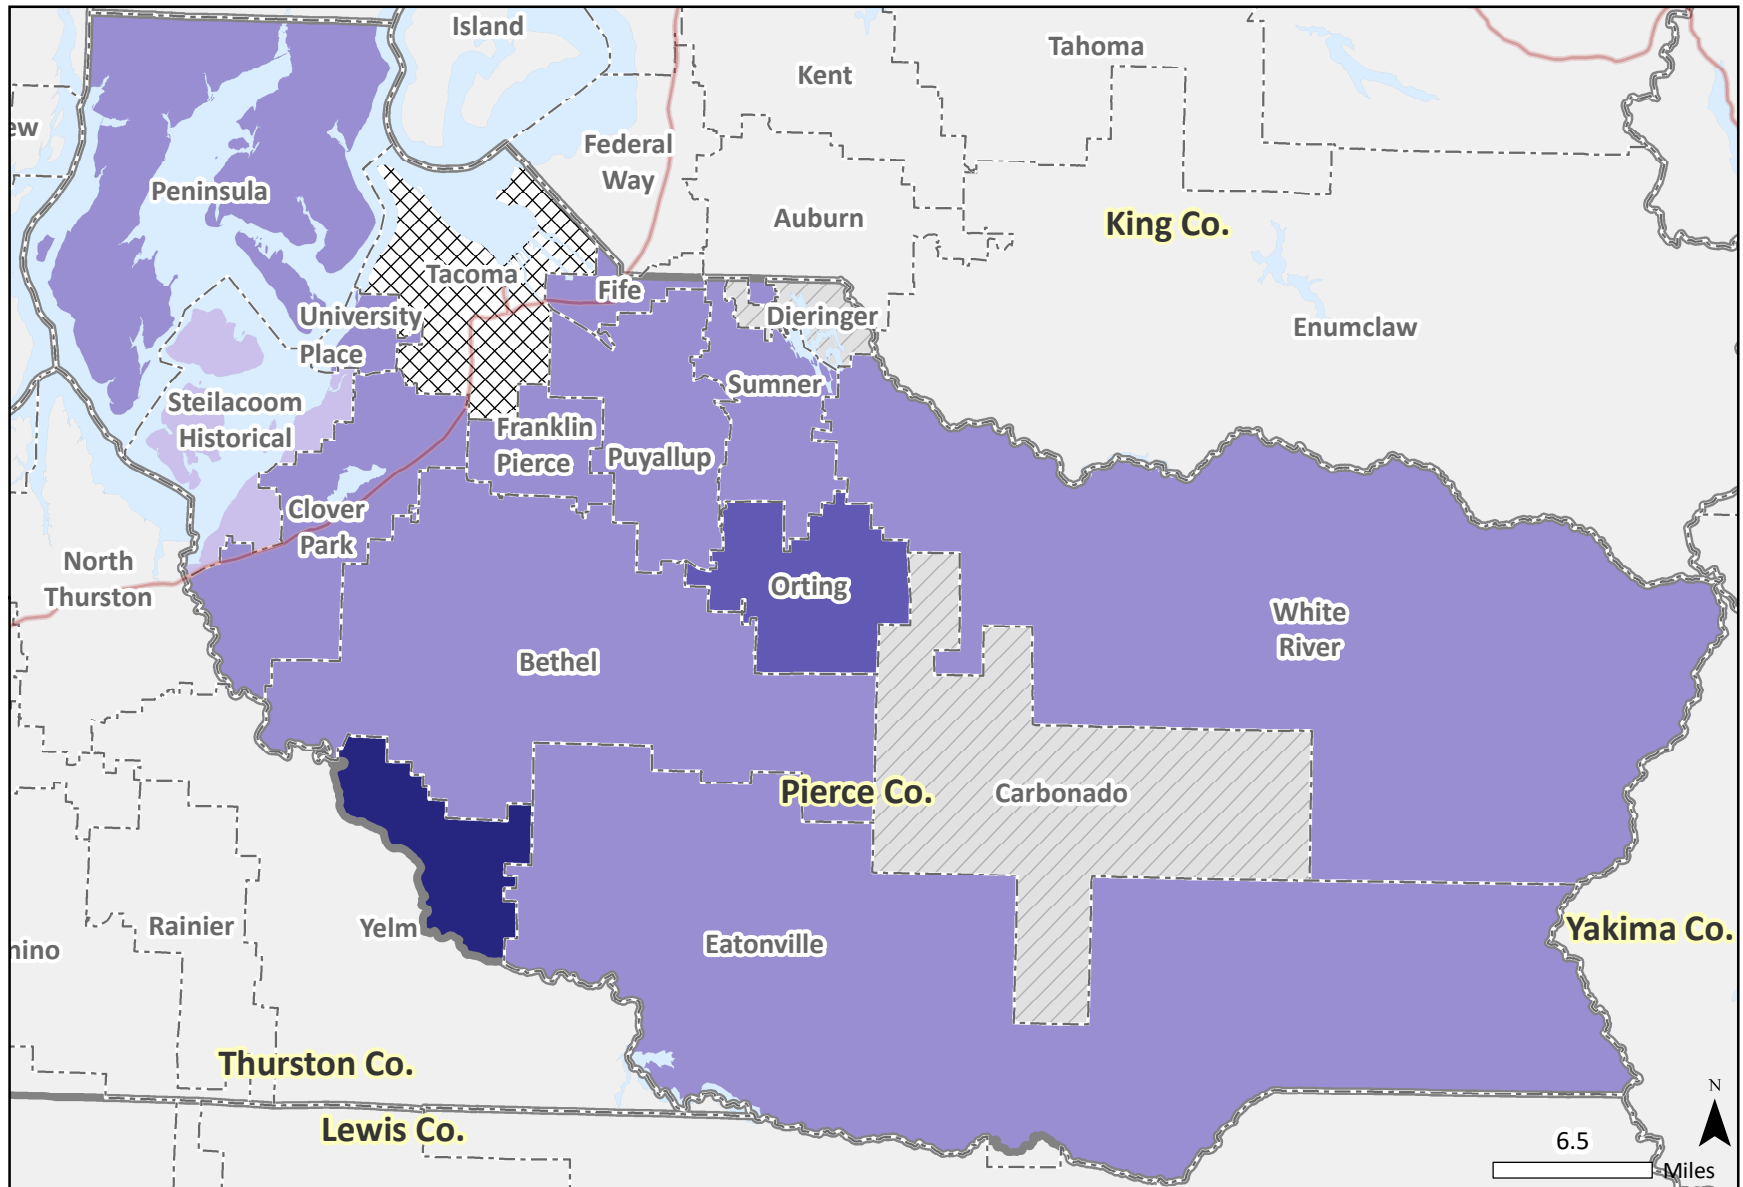 Island
Tahoma
Kent
ew
Federal
Way
Peninsula
Auburn
King Co.
Tacoma
Fife
University
Place
Dieringer
Enumclaw
Sumner
Steilacoom
Historical
Franklin
Pierce
Puyallup
Clover
Park
North
Thurston
Orting
White
River
Bethel
Pierce Co.
Carbonado
Rainier
Yelm
Eatonville
Yakima Co.
nino
Thurston Co.
Lewis Co.
N
6.5
Miles